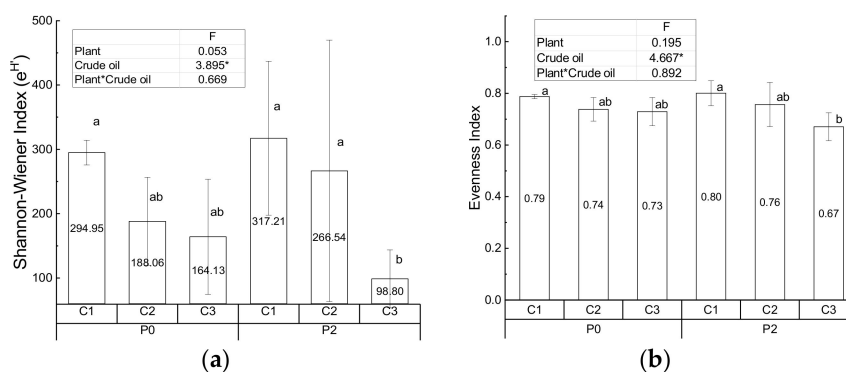 F
Plant 0.053
Crude oil 3.895*
Plant*Crude oil 0.669
Shannon-Wiener Index (eH')
500
400
300
200
100
a
ab
ab
a
a
b
294.95
188.06
164.13
317.21
266.54
98.80
C1 C2 C3 C1 C2 C3
P0 P2
(a)
F
Plant 0.195
Crude oil 4.667*
Plant*Crude oil 0.892
Evenness Index
1.0
0.8
0.6
0.4
0.2
0.0
a
ab
ab
a
ab
b
0.79
0.74
0.73
0.80
0.76
0.67
C1 C2 C3 C1 C2 C3
P0 P2
(b)